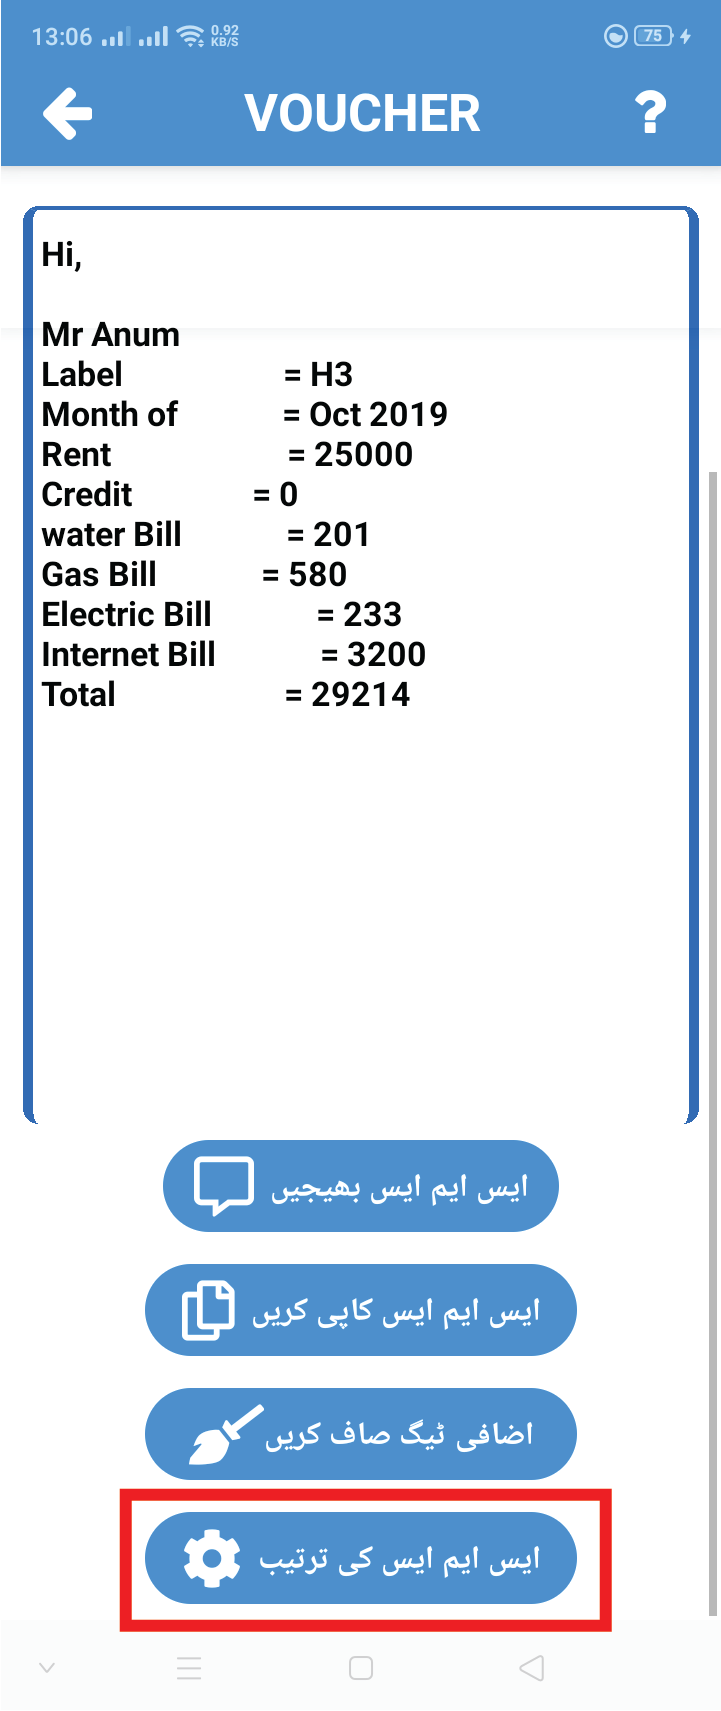 13:06 0.92 KB/S 75
VOUCHER ?
Hi,
Mr Anum
Label = H3
Month of = Oct 2019
Rent = 25000
Credit = 0
water Bill = 201
Gas Bill = 580
Electric Bill = 233
Internet Bill = 3200
Total = 29214
ایس ایم ایس بھیجیں
ایس ایم ایس کاپی کریں
اضافی ٹیگ صاف کریں
ایس ایم ایس کی ترتیب